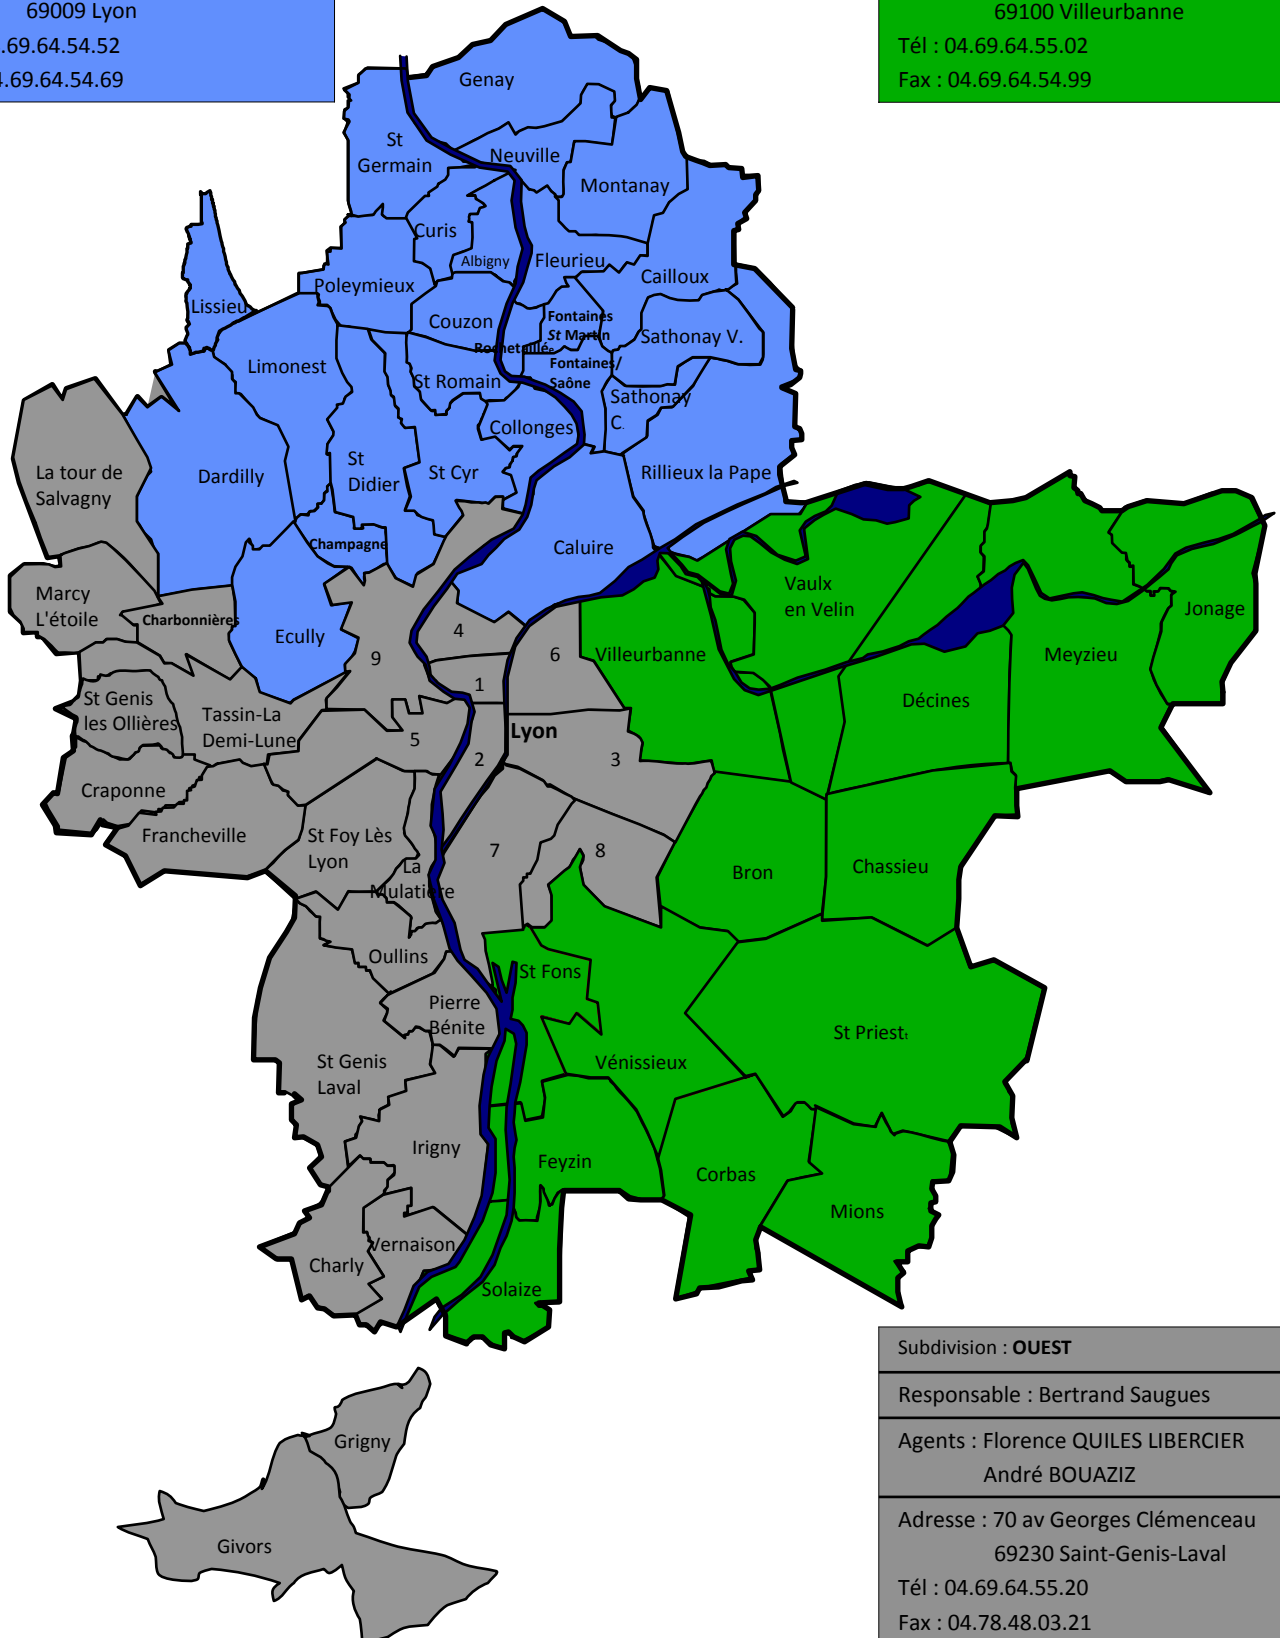 69009 Lyon
.69.64.54.52
.69.64.54.69
69100 Villeurbanne
Tél : 04.69.64.55.02
Fax : 04.69.64.54.99
Genay
St
Germain
Neuville
Montanay
Curis
Albigny
Fleurieu
Cailloux
Poleymieux
Lissieu
Couzon
Fontaines
St Martin
Sathonay V.
Rochetaillée
Limonest
St Romain
Fontaines/
Saône
Sathonay
C.
Collonges
La tour de
Salvagny
Dardilly
St
Didier
St Cyr
Rillieux la Pape
Champagne
Caluire
Vaulx
en Velin
Jonage
Marcy
L'étoile
Charbonnières
Ecully
4
9
6
Villeurbanne
Meyzieu
1
St Genis
les Ollières
Tassin-La
Demi-Lune
5
Lyon
2
3
Décines
Craponne
Francheville
St Foy Lès
Lyon
La
Mulatière
7
8
Bron
Chassieu
Oullins
St Fons
Pierre
Bénite
St Priest
t
St Genis
Laval
Vénissieux
Irigny
Feyzin
Corbas
Mions
Vernaison
Charly
Solaize
Grigny
Givors
Subdivision : OUEST
Responsable : Bertrand Saugues
Agents : Florence QUILES LIBERCIER
André BOUAZIZ
Adresse : 70 av Georges Clémenceau
69230 Saint-Genis-Laval
Tél : 04.69.64.55.20
Fax : 04.78.48.03.21